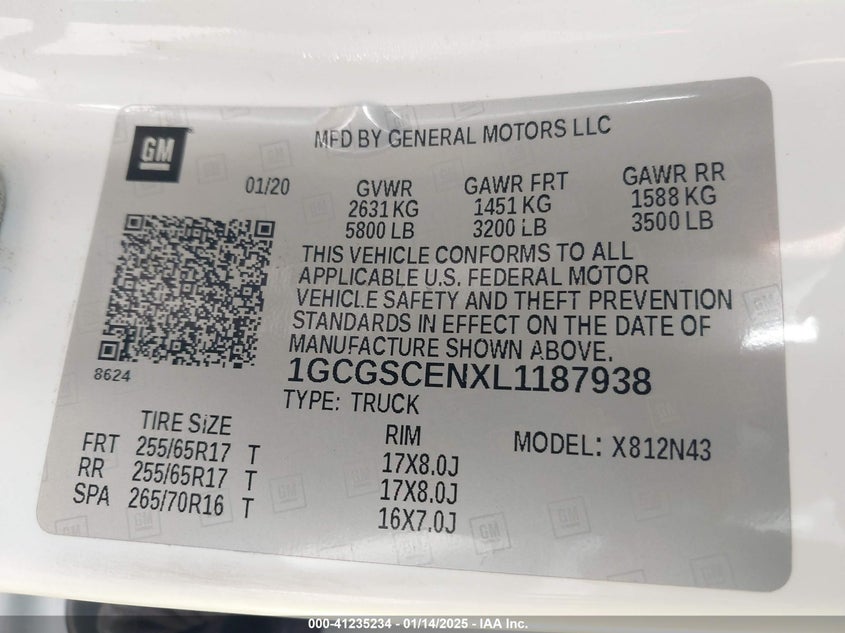 GM
MFD BY GENERAL MOTORS LLC
01/20
GVWR
2631 KG
5800 LB
GAWR FRT
1451 KG
3200 LB
GAWR RR
1588 KG
3500 LB
THIS VEHICLE CONFORMS TO ALL
APPLICABLE U.S. FEDERAL MOTOR
VEHICLE SAFETY AND THEFT PREVENTION
STANDARDS IN EFFECT ON THE DATE OF
MANUFACTURE SHOWN ABOVE.
8624
1GCGSCENXL1187938
TYPE: TRUCK
TIRE SIZE
RIM
MODEL: X812N43
FRT 255/65R17 T 17X8.0J
RR 255/65R17 T 17X8.0J
SPA 265/70R16 T 16X7.0J
000-41235234 - 01/14/2025 - IAA Inc.